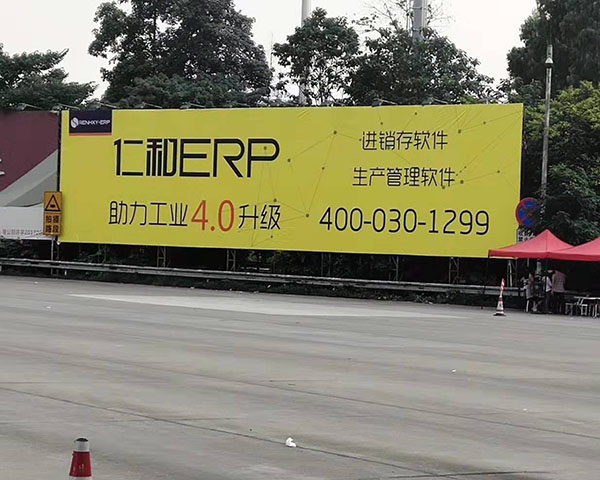 RENHXY-ERP
仁和ERP
进销存软件
生产管理软件
助力工业4.0升级
400-030-1299